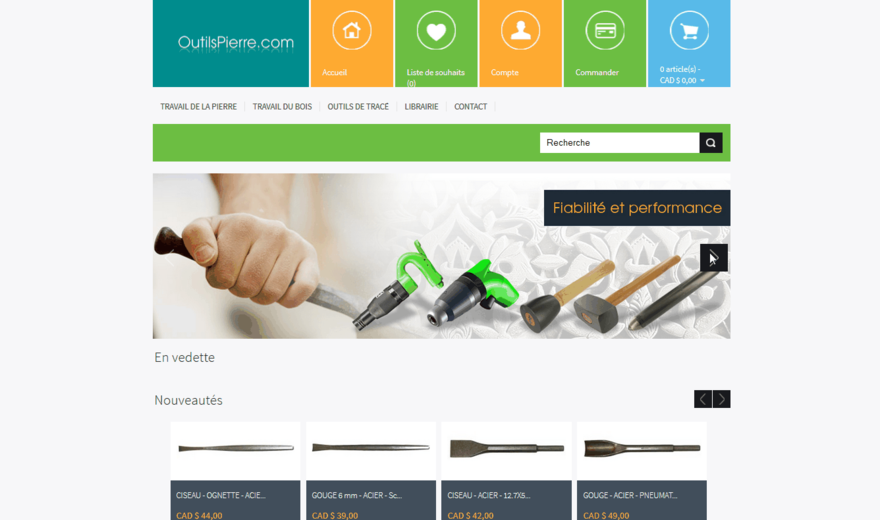 OutilsPierre.com
Accueil
Liste de souhaits
(0)
Compte
Commander
0 article(s) -
CAD $ 0,00
TRAVAIL DE LA PIERRE
TRAVAIL DU BOIS
OUTILS DE TRACÉ
LIBRAIRIE
CONTACT
Recherche
Fiabilité et performance
En vedette
Nouveautés
CISEAU - OGNETTE - ACIE...
GOUGE 6 mm - ACIER - Sc...
CISEAU - ACIER - 12.7X5...
GOUGE - ACIER - PNEUMAT...
CAD $ 44,00
CAD $ 39,00
CAD $ 42,00
CAD $ 49,00